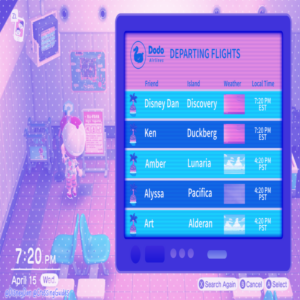 Dodo
AIRLINES
DEPARTING FLIGHTS
Friend Island Weather Local Time
Disney Dan Discovery 7:20 PM EST
Ken Duckberg 7:20 PM EST
Amber Lunaria 4:20 PM PST
Alyssa Pacifica 4:20 PM PST
Art Alderan 4:20 PM PST
7:20 PM
April 15 Wed.
Search Again Cancel Select